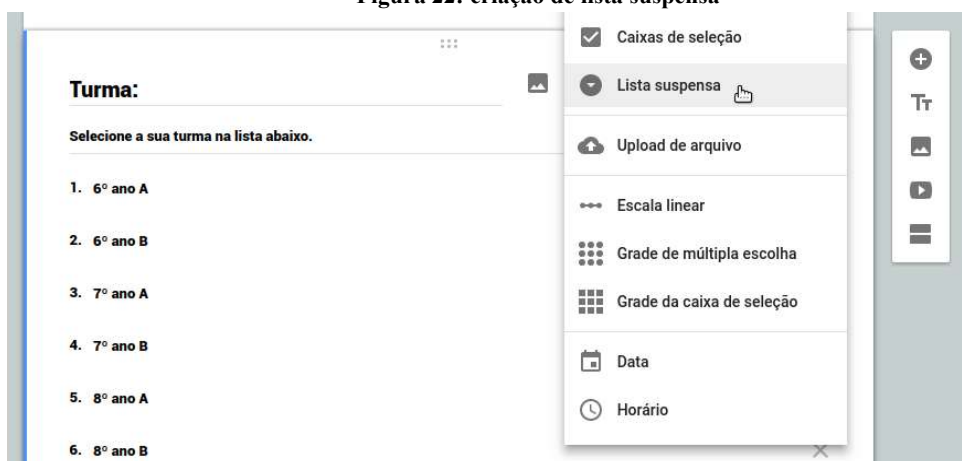 Figura 22: criação de lista suspensa
Turma:
Selecione a sua turma na lista abaixo.
1. 6º ano A
2. 6º ano B
3. 7º ano A
4. 7º ano B
5. 8º ano A
6. 8º ano B
Caixas de seleção
Lista suspensa
Upload de arquivo
Escala linear
Grade de múltipla escolha
Grade da caixa de seleção
Data
Horário
Tт